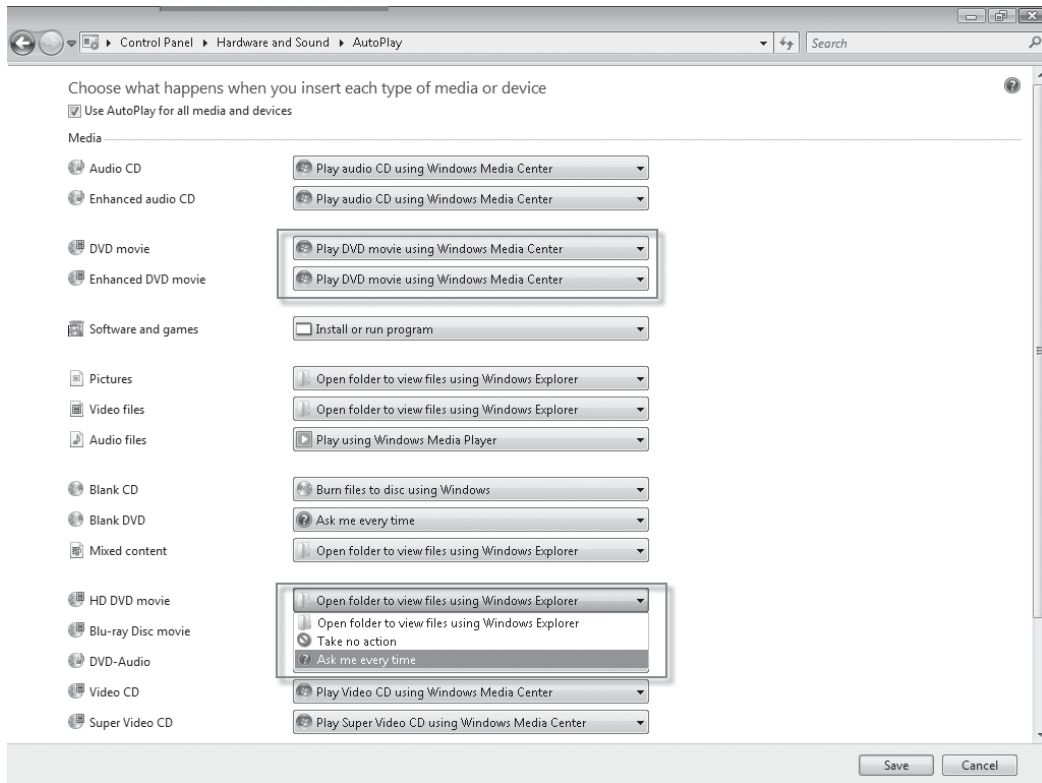 Control Panel Hardware and Sound AutoPlay Search
Choose what happens when you insert each type of media or device
Use AutoPlay for all media and devices
Media
Audio CD Play audio CD using Windows Media Center
Enhanced audio CD Play audio CD using Windows Media Center
DVD movie Play DVD movie using Windows Media Center
Enhanced DVD movie Play DVD movie using Windows Media Center
Software and games Install or run program
Pictures Open folder to view files using Windows Explorer
Video files Open folder to view files using Windows Explorer
Audio files Play using Windows Media Player
Blank CD Burn files to disc using Windows
Blank DVD Ask me every time
Mixed content Open folder to view files using Windows Explorer
HD DVD movie Open folder to view files using Windows Explorer
Open folder to view files using Windows Explorer
Blu-ray Disc movie Take no action
DVD-Audio Ask me every time
Video CD Play Video CD using Windows Media Center
Super Video CD Play Super Video CD using Windows Media Center
Save Cancel